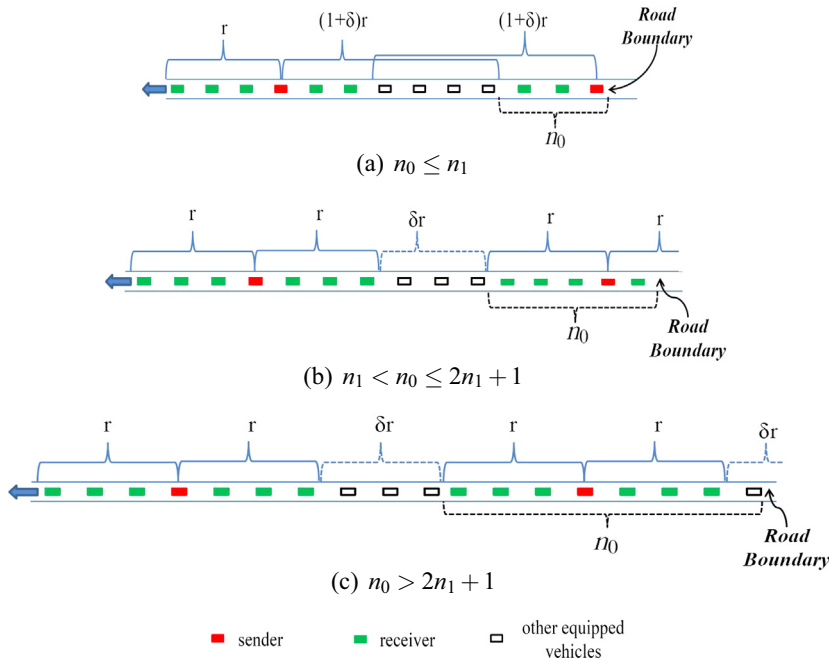 r (1+δ)r (1+δ)r Road
Boundary
n₀
(a) n₀ ≤ n₁
r r δr r r
n₀
Road
Boundary
(b) n₁ < n₀ ≤ 2n₁ + 1
r r δr r r δr
n₀
Road
Boundary
(c) n₀ > 2n₁ + 1
sender receiver other equipped
vehicles